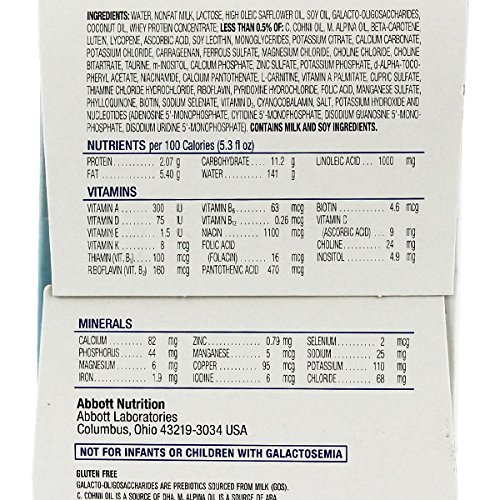 INGREDIENTS: WATER, NONFAT MILK, LACTOSE, HIGH OLEIC SAFFLOWER OIL, SOY OIL, GALACTO-OLIGOSACCHARIDES,
COCONUT OIL, WHEY PROTEIN CONCENTRATE. LESS THAN 0.5% OF: C. COHNII OIL, M. ALPINA OIL, BETA-CAROTENE,
LUTEIN, LYCOPENE, ASCORBIC ACID, SOY LECITHIN, MONOGLYCERIDES, POTASSIUM CITRATE, CALCIUM CARBONATE,
POTASSIUM CHLORIDE, CARRAGEENAN, FERROUS SULFATE, MAGNESIUM CHLORIDE, CHOLINE CHLORIDE, CHOLINE
BITARTRATE, TAURINE, m-INOSITOL, CALCIUM PHOSPHATE, ZINC SULFATE, POTASSIUM PHOSPHATE, d-ALPHA-TOCO-
PHERYL ACETATE, NIACINAMIDE, CALCIUM PANTOTHENATE, L-CARNITINE, VITAMIN A PALMITATE, CUPRIC SULFATE,
THIAMINE CHLORIDE HYDROCHLORIDE, RIBOFLAVIN, PYRIDOXINE HYDROCHLORIDE, FOLIC ACID, MANGANESE SULFATE,
PHYLLOQUINONE, BIOTIN, SODIUM SELENATE, VITAMIN D3, CYANOCOBALAMIN, SALT, POTASSIUM HYDROXIDE AND
NUCLEOTIDES (ADENOSINE 5'-MONOPHOSPHATE, CYTIDINE 5'-MONOPHOSPHATE, DISODIUM GUANOSINE 5'-MONO-
PHOSPHATE, DISODIUM URIDINE 5'-MONOPHOSPHATE). CONTAINS MILK AND SOY INGREDIENTS.
NUTRIENTS per 100 Calories (5.3 fl oz)
PROTEIN 2.07 g CARBOHYDRATE 11.2 g LINOLEIC ACID 1000 mg
FAT 5.40 g WATER 141 g
VITAMINS
VITAMIN A 300 IU VITAMIN B6 63 mcg BIOTIN 4.6 mcg
VITAMIN D 75 IU VITAMIN B12 0.26 mcg VITAMIN C
VITAMIN E 1.5 IU NIACIN 1100 mcg (ASCORBIC ACID) 9 mg
VITAMIN K 8 mcg FOLIC ACID CHOLINE 24 mg
THIAMIN (VIT. B1) 100 mcg (FOLACIN) 16 mcg INOSITOL 4.9 mg
RIBOFLAVIN (VIT. B2) 160 mcg PANTOTHENIC ACID 470 mcg
MINERALS
CALCIUM 82 mg ZINC 0.79 mg SELENIUM 2 mcg
PHOSPHORUS 44 mg MANGANESE 5 mcg SODIUM 25 mg
MAGNESIUM 6 mg COPPER 95 mcg POTASSIUM 110 mg
IRON 1.9 mg IODINE 6 mcg CHLORIDE 68 mg
Abbott Nutrition
Abbott Laboratories
Columbus, Ohio 43219-3034 USA
NOT FOR INFANTS OR CHILDREN WITH GALACTOSEMIA
GLUTEN FREE
GALACTO-OLIGOSACCHARIDES ARE PREBIOTICS SOURCED FROM MILK (GOS).
C. COHNII OIL IS A SOURCE OF DHA. M. ALPINA OIL IS A SOURCE OF ARA.